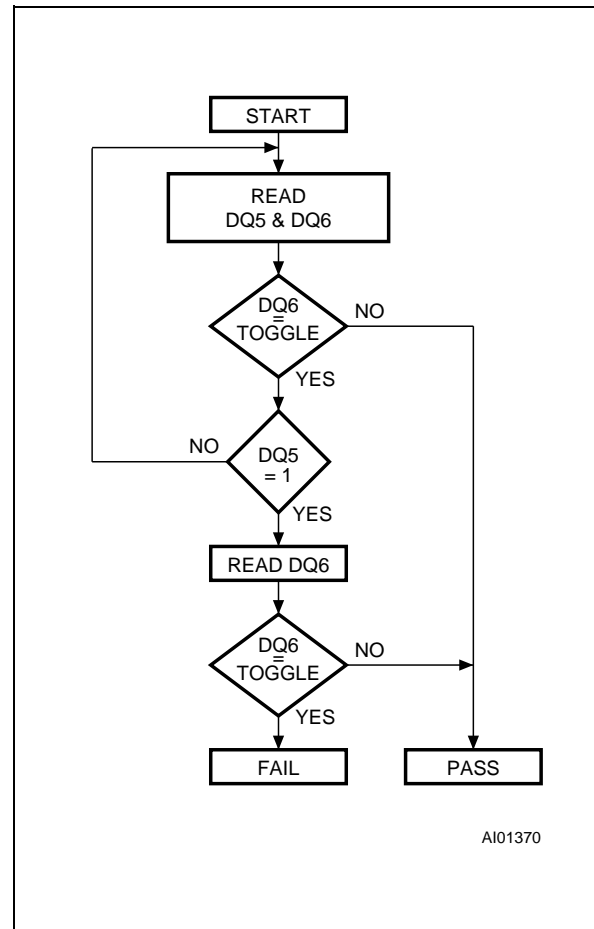 START
READ
DQ5 & DQ6
DQ6
=
TOGGLE
NO
YES
NO
DQ5
= 1
YES
READ DQ6
DQ6
=
TOGGLE
NO
YES
FAIL
PASS
AI01370